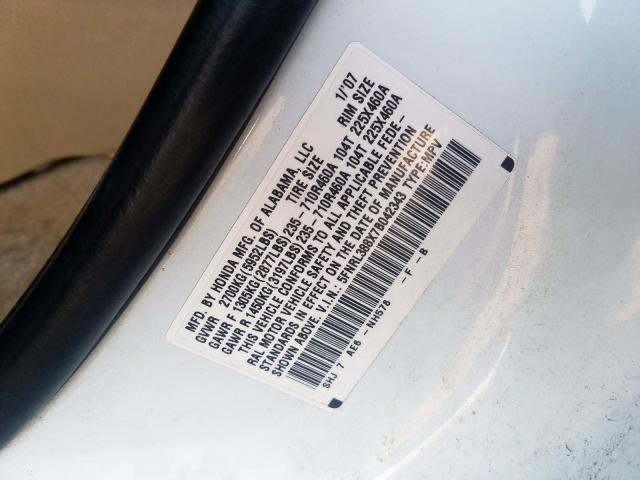 MFD. BY HONDA MFG. OF ALABAMA, LLC 1/'07
GVWR 2700KG(5952LBS) TIRE SIZE RIM SIZE
GAWR F 1305KG(2877LBS)235-710R460A 104T 225X460A
GAWR R 1450KG(3197LBS)235-710R460A 104T 225X460A
THIS VEHICLE CONFORMS TO ALL APPLICABLE FEDE-
RAL MOTOR VEHICLE SAFETY AND THEFT PREVENTION
STANDARDS IN EFFECT ON THE DATE OF MANUFACTURE
SHOWN ABOVE. V.I.N.: TYPE:MPV
SHJ 7 AE6 -NH578 -F -B